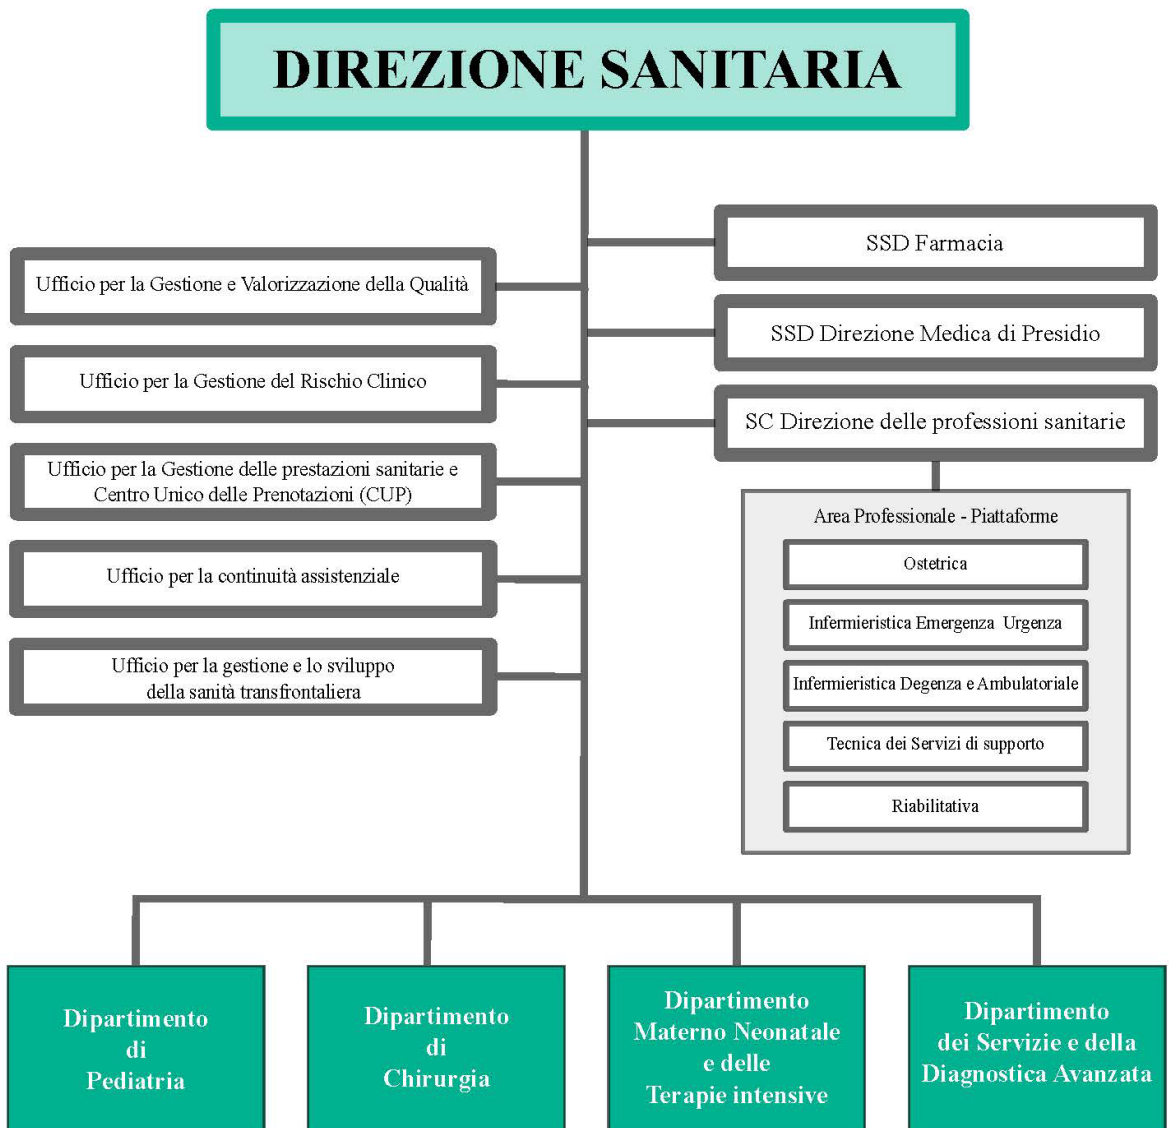 DIREZIONE SANITARIA
Ufficio per la Gestione e Valorizzazione della Qualità
Ufficio per la Gestione del Rischio Clinico
Ufficio per la Gestione delle prestazioni sanitarie e
Centro Unico delle Prenotazioni (CUP)
Ufficio per la continuità assistenziale
Ufficio per la gestione e lo sviluppo
della sanità transfrontaliera
SSD Farmacia
SSD Direzione Medica di Presidio
SC Direzione delle professioni sanitarie
Area Professionale - Piattaforme
Ostetrica
Infermieristica Emergenza Urgenza
Infermieristica Degenza e Ambulatoriale
Tecnica dei Servizi di supporto
Riabilitativa
Dipartimento
di
Pediatria
Dipartimento
di
Chirurgia
Dipartimento
Materno Neonatale
e delle
Terapie intensive
Dipartimento
dei Servizie e della
Diagnostica Avanzata